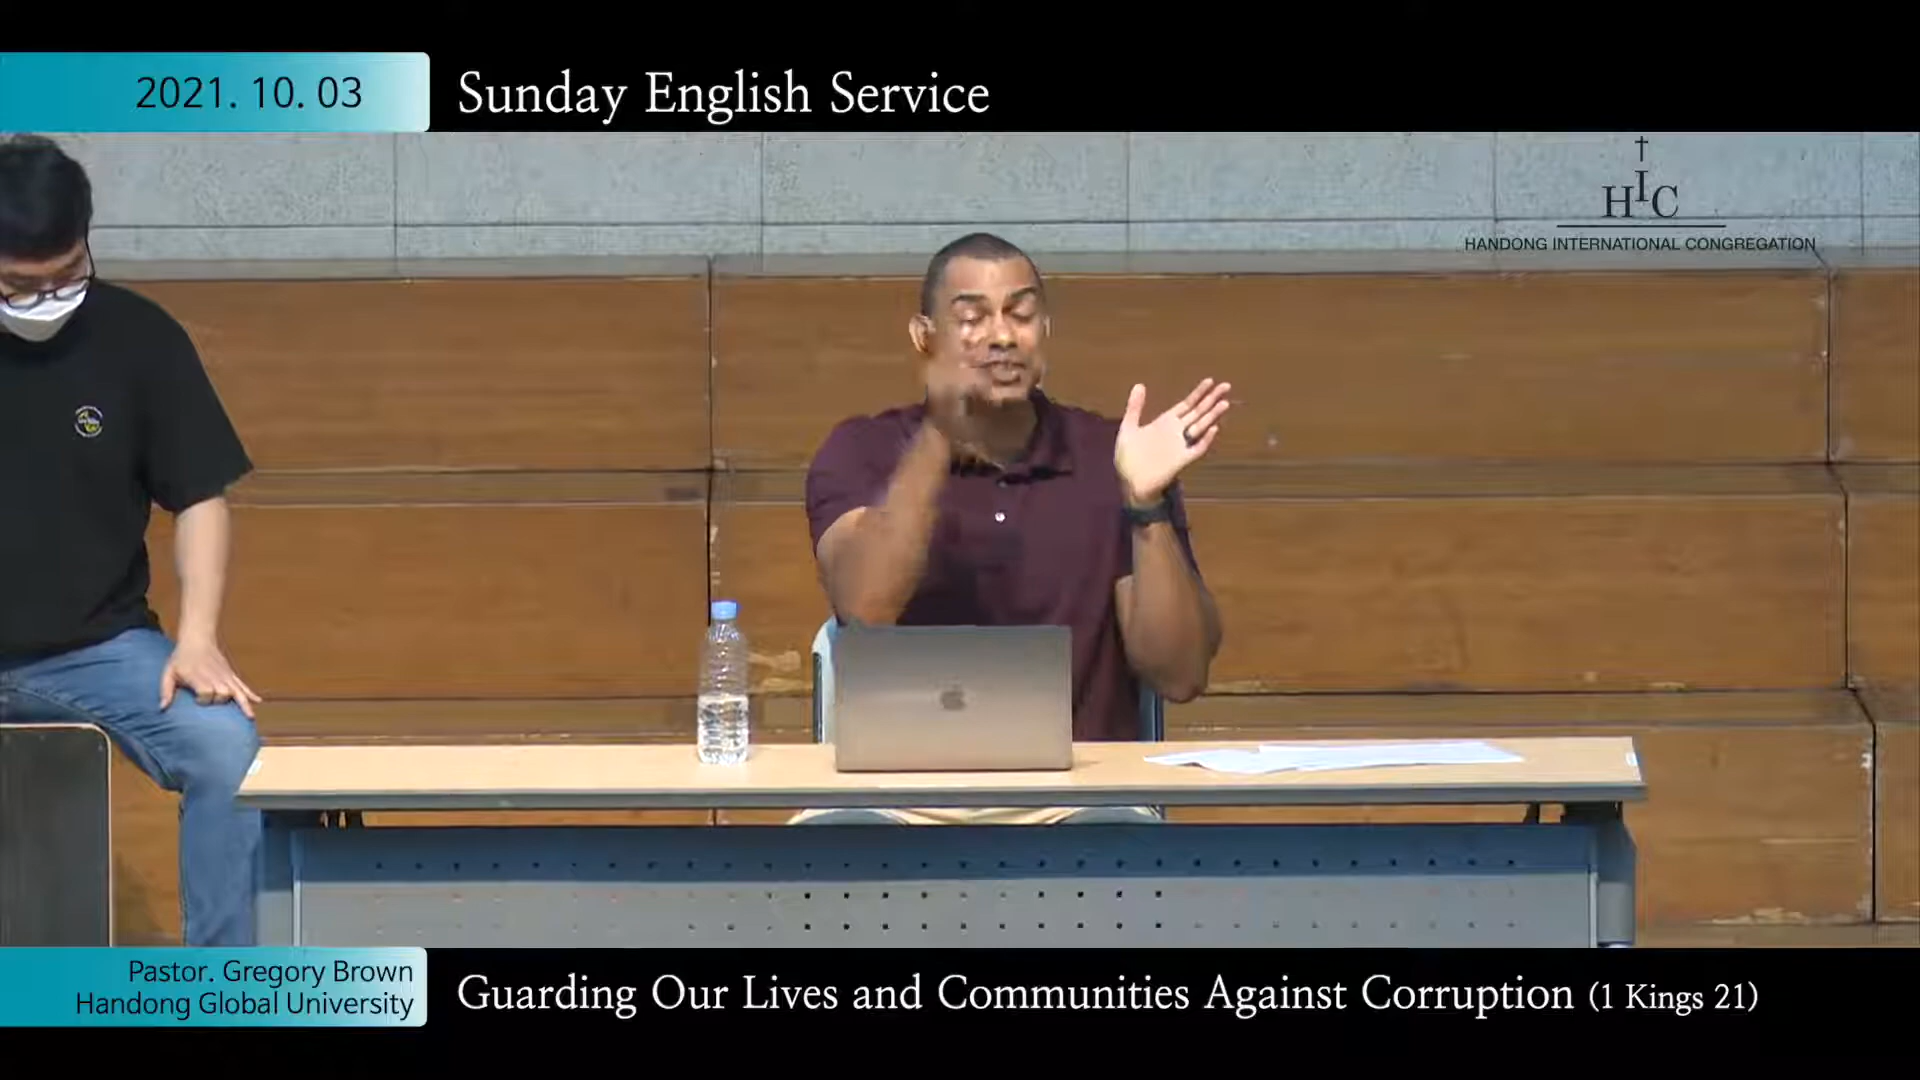 2021. 10. 03
Sunday English Service
HIC
HANDONG INTERNATIONAL CONGREGATION
Pastor. Gregory Brown
Handong Global University
Guarding Our Lives and Communities Against Corruption (1 Kings 21)